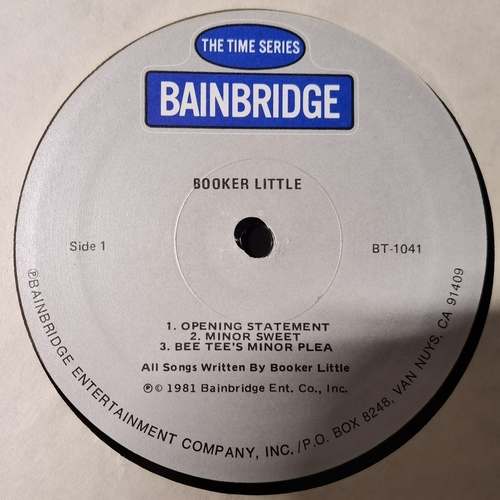 THE TIME SERIES
BAINBRIDGE
BOOKER LITTLE
Side 1
BT-1041
1. OPENING STATEMENT
2. MINOR SWEET
3. BEE TEE'S MINOR PLEA
All Songs Written By Booker Little
℗ © 1981 Bainbridge Ent. Co., Inc.
℗BAINBRIDGE ENTERTAINMENT COMPANY, INC./P.O. BOX 8248, VAN NUYS, CA 91409